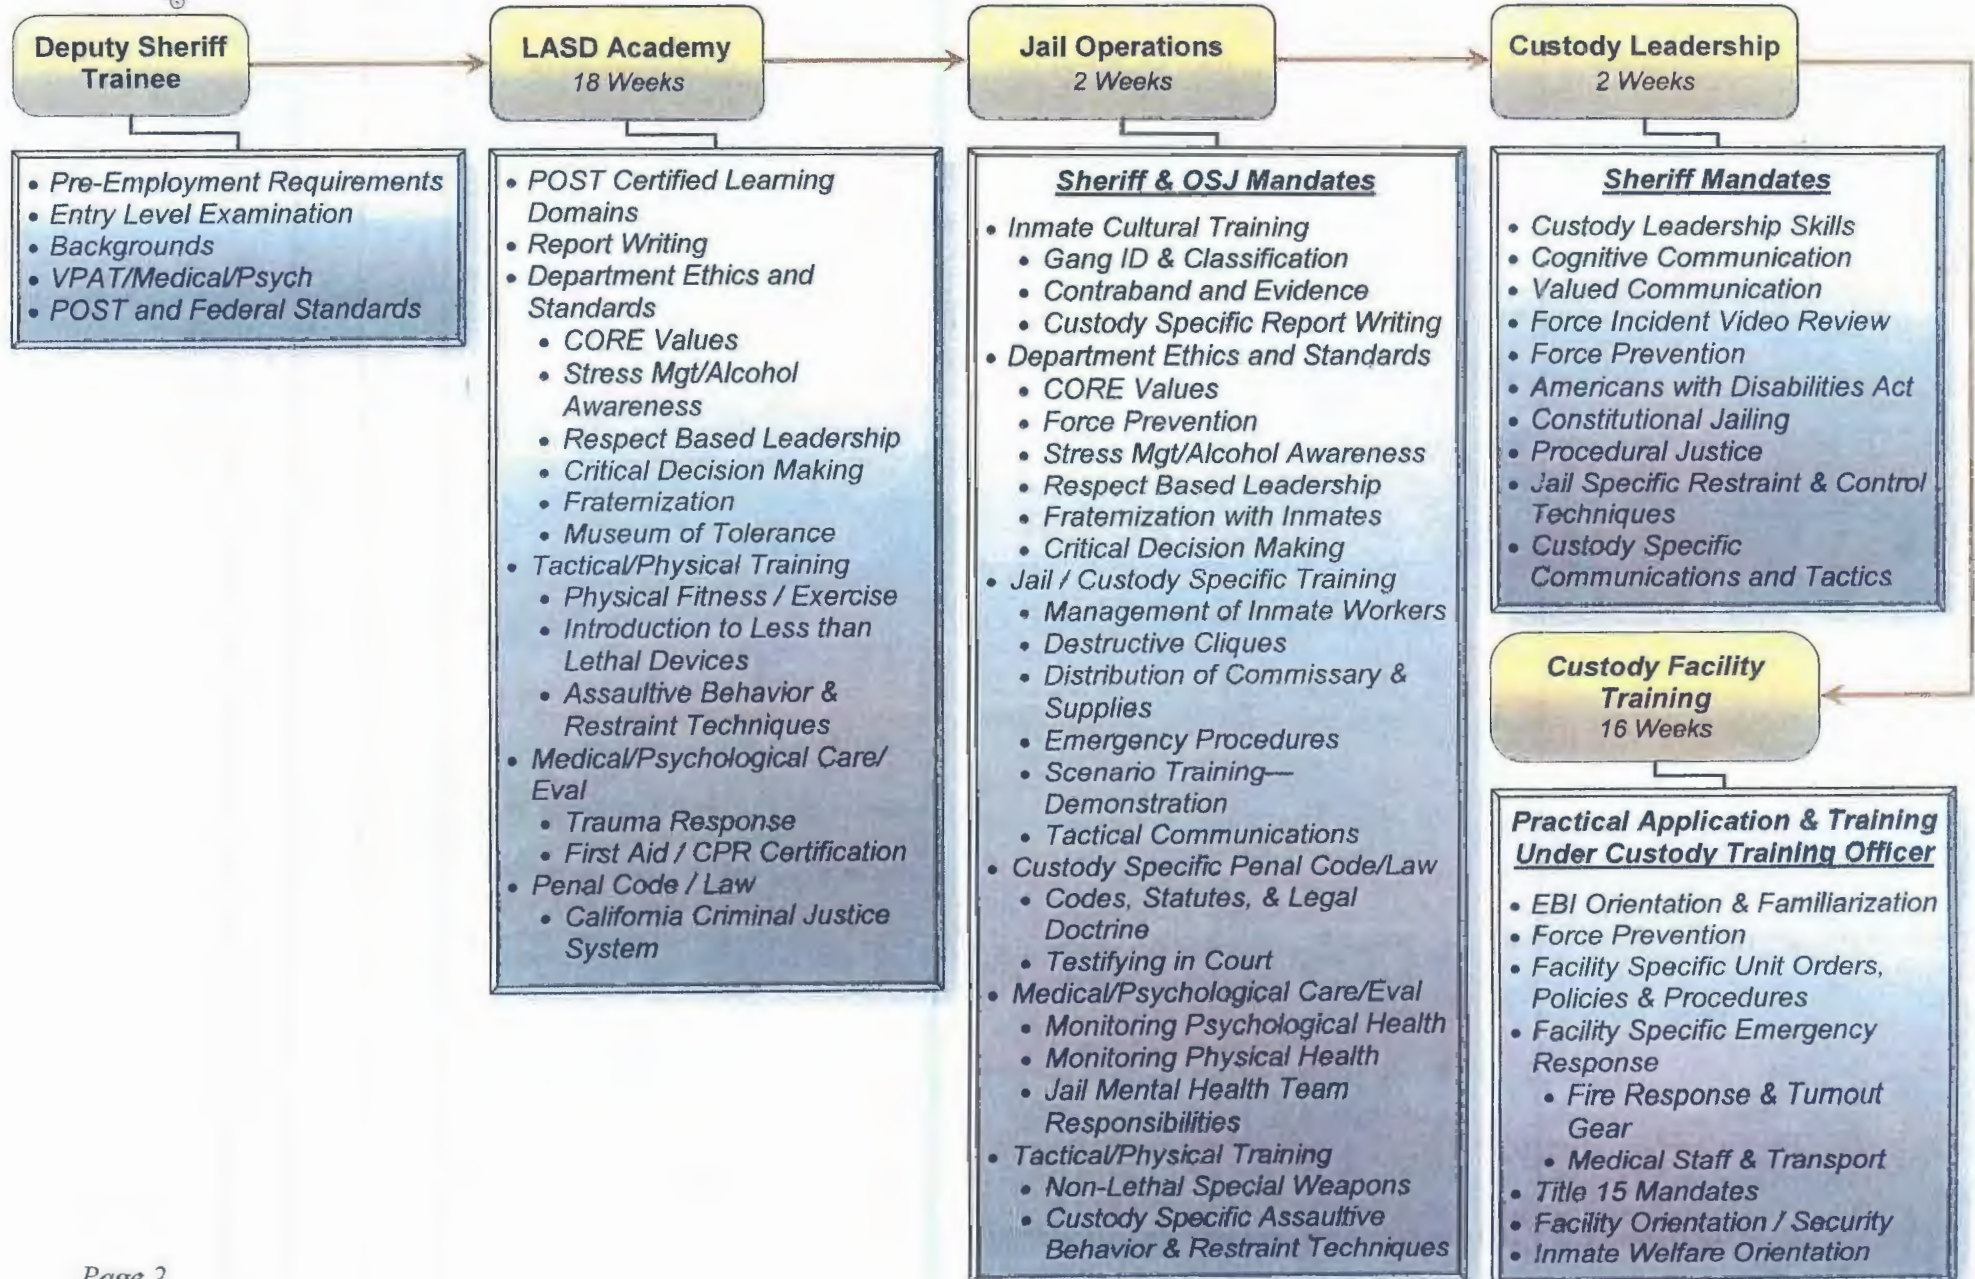 Deputy Sheriff
Trainee
• Pre-Employment Requirements
• Entry Level Examination
• Backgrounds
• VPAT/Medical/Psych
• POST and Federal Standards
LASD Academy
18 Weeks
• POST Certified Learning
Domains
• Report Writing
• Department Ethics and
Standards
• CORE Values
• Stress Mgt/Alcohol
Awareness
• Respect Based Leadership
• Critical Decision Making
• Fraternization
• Museum of Tolerance
• Tactical/Physical Training
• Physical Fitness / Exercise
• Introduction to Less than
Lethal Devices
• Assaultive Behavior &
Restraint Techniques
• Medical/Psychological Care/
Eval
• Trauma Response
• First Aid / CPR Certification
• Penal Code / Law
• California Criminal Justice
System
Jail Operations
2 Weeks
Sheriff & OSJ Mandates
• Inmate Cultural Training
• Gang ID & Classification
• Contraband and Evidence
• Custody Specific Report Writing
• Department Ethics and Standards
• CORE Values
• Force Prevention
• Stress Mgt/Alcohol Awareness
• Respect Based Leadership
• Fraternization with Inmates
• Critical Decision Making
• Jail / Custody Specific Training
• Management of Inmate Workers
• Destructive Cliques
• Distribution of Commissary &
Supplies
• Emergency Procedures
• Scenario Training—
Demonstration
• Tactical Communications
• Custody Specific Penal Code/Law
• Codes, Statutes, & Legal
Doctrine
• Testifying in Court
• Medical/Psychological Care/Eval
• Monitoring Psychological Health
• Monitoring Physical Health
• Jail Mental Health Team
Responsibilities
• Tactical/Physical Training
• Non-Lethal Special Weapons
• Custody Specific Assaultive
Behavior & Restraint Techniques
Custody Leadership
2 Weeks
Sheriff Mandates
• Custody Leadership Skills
• Cognitive Communication
• Valued Communication
• Force Incident Video Review
• Force Prevention
• Americans with Disabilities Act
• Constitutional Jailing
• Procedural Justice
• Jail Specific Restraint & Control
Techniques
• Custody Specific
Communications and Tactics
Custody Facility
Training
16 Weeks
Practical Application & Training
Under Custody Training Officer
• EBI Orientation & Familiarization
• Force Prevention
• Facility Specific Unit Orders,
Policies & Procedures
• Facility Specific Emergency
Response
• Fire Response & Turnout
Gear
• Medical Staff & Transport
• Title 15 Mandates
• Facility Orientation / Security
• Inmate Welfare Orientation
Page 2